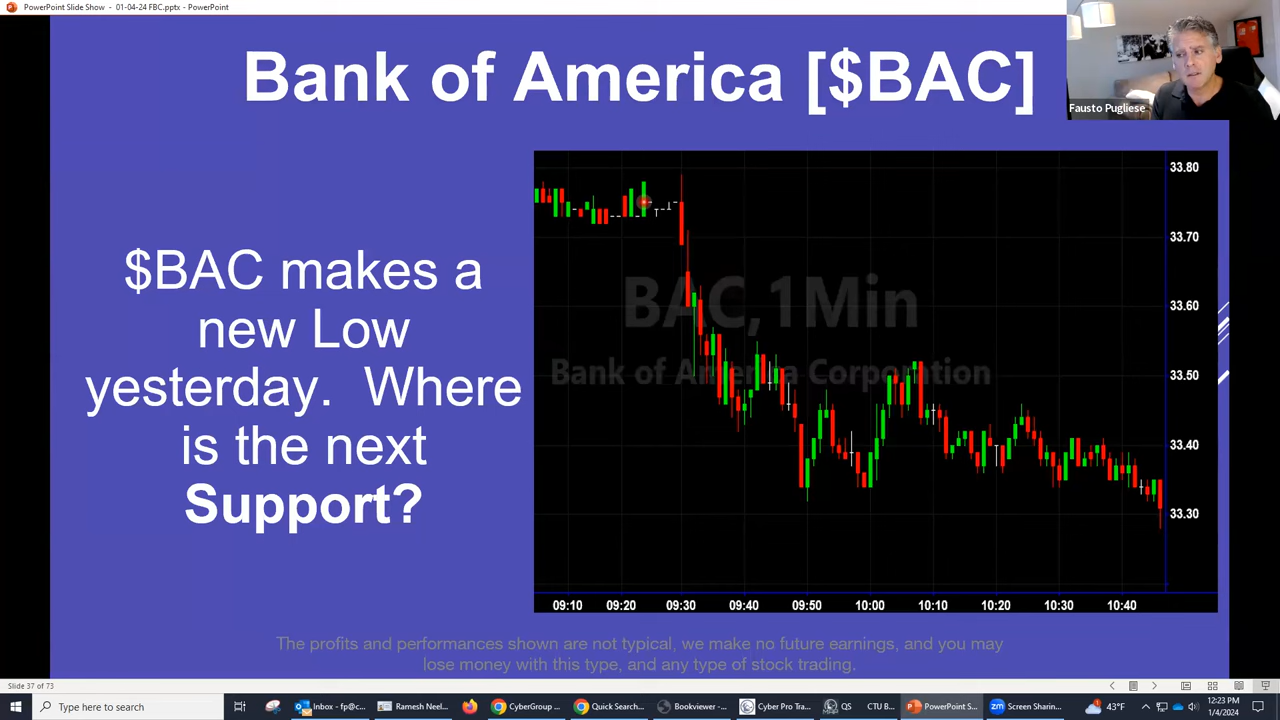 PowerPoint Slide Show - 01-04-24 FBC.pptx - PowerPoint
Bank of America [$BAC]
Fausto Pugliese
$BAC makes a
new Low
yesterday. Where
is the next
Support?
BAC, 1Min
Bank of America Corporation
33.80
33.70
33.60
33.50
33.40
33.30
09:10 09:20 09:30 09:40 09:50 10:00 10:10 10:20 10:30 10:40
The profits and performances shown are not typical, we make no future earnings, and you may
lose money with this type, and any type of stock trading.
Slide 37 of 73
Type here to search
Inbox - fp@c...
Ramesh Neel...
CyberGroup ...
Quick Search...
Bookviewer -...
Cyber Pro Tra...
QS
CTU B...
PowerPoint S...
Screen Sharin...
43°F
12:23 PM
1/4/2024